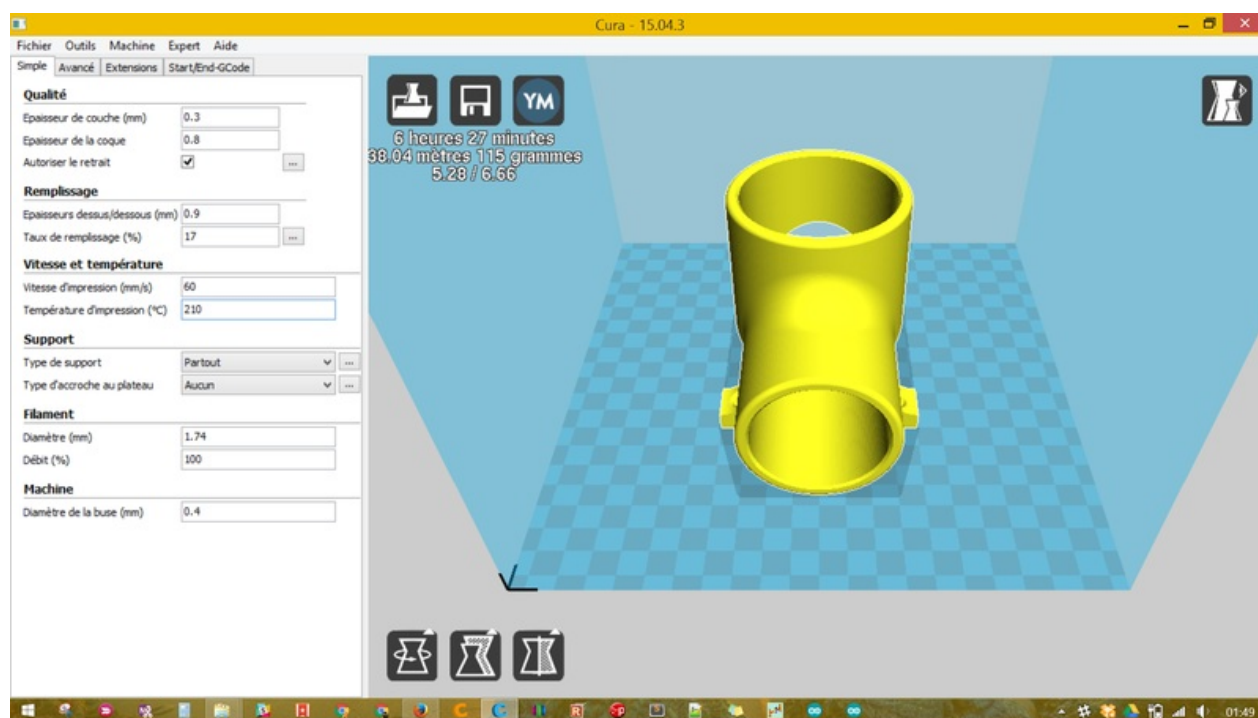 Cura - 15.04.3
Fichier Outils Machine Expert Aide
Simple Avancé Extensions Start/End-GCode
Qualité
Epaisseur de couche (mm) 0.3
Epaisseur de la coque 0.8
Autoriser le retrait ...
Remplissage
Epaisseurs dessus/dessous (mm) 0.9
Taux de remplissage (%) 17 ...
Vitesse et température
Vitesse d'impression (mm/s) 60
Température d'impression (°C) 210
Support
Type de support Partout ...
Type d'accroche au plateau Aucun ...
Filament
Diamètre (mm) 1.74
Débit (%) 100
Machine
Diamètre de la buse (mm) 0.4
YM
6 heures 27 minutes
38.04 mètres 115 grammes
5.28 / 6.66
01:49